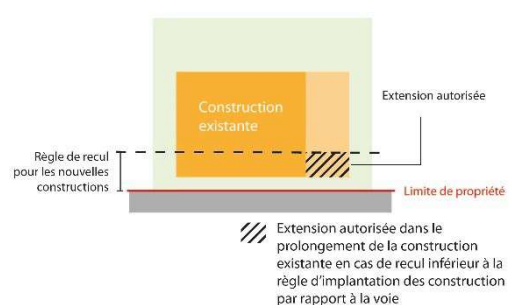 Construction
existante
Extension autorisée
Règle de recul
pour les nouvelles
constructions
Limite de propriété
Extension autorisée dans le
prolongement de la construction
existante en cas de recul inférieur à la
règle d'implantation des construction
par rapport à la voie